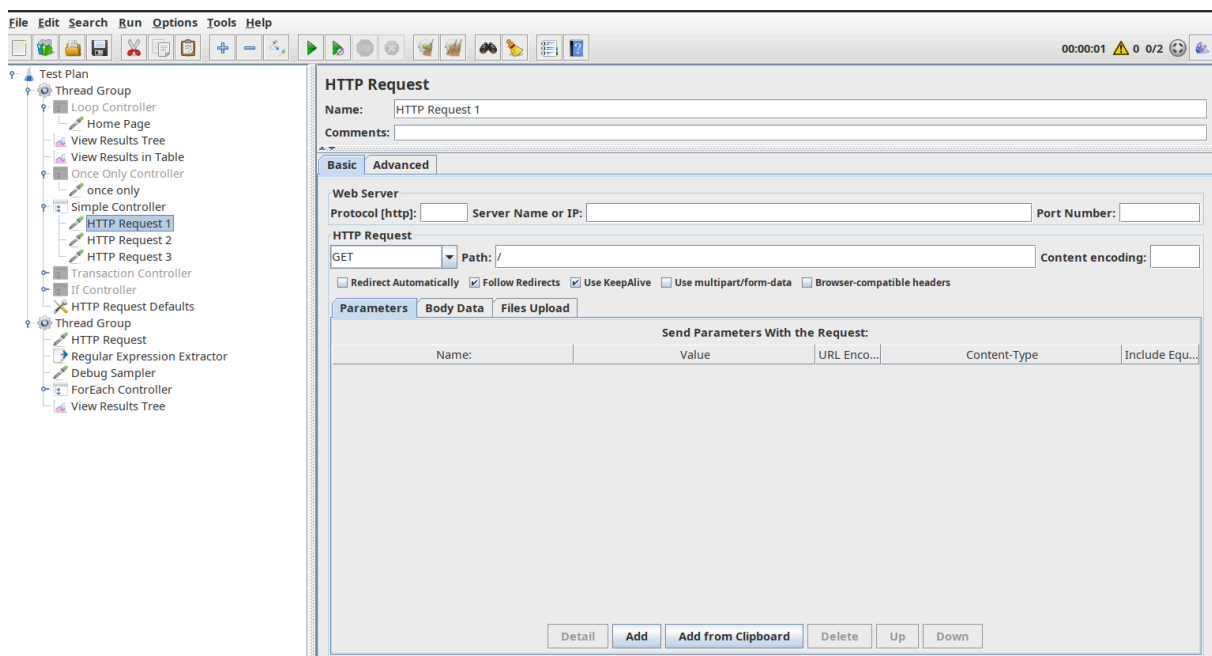 File Edit Search Run Options Tools Help
00:00:01 0 0/2
Test Plan
Thread Group
Loop Controller
Home Page
View Results Tree
View Results in Table
Once Only Controller
once only
Simple Controller
HTTP Request 1
HTTP Request 2
HTTP Request 3
Transaction Controller
If Controller
HTTP Request Defaults
Thread Group
HTTP Request
Regular Expression Extractor
Debug Sampler
ForEach Controller
View Results Tree
HTTP Request
Name: HTTP Request 1
Comments:
Basic Advanced
Web Server
Protocol [http]: Server Name or IP: Port Number:
HTTP Request
GET Path: / Content encoding:
Redirect Automatically Follow Redirects Use KeepAlive Use multipart/form-data Browser-compatible headers
Parameters Body Data Files Upload
Send Parameters With the Request:
Name: Value URL Enco... Content-Type Include Equ...
Detail Add Add from Clipboard Delete Up Down